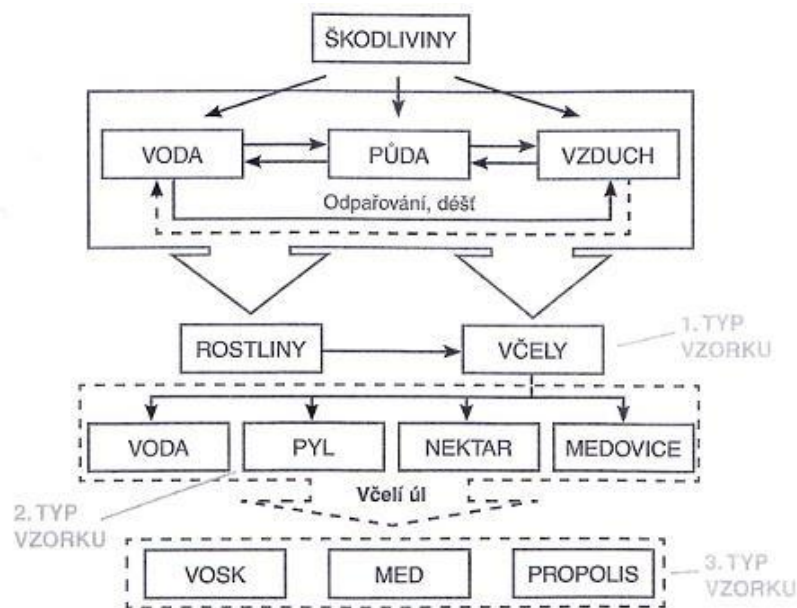 ŠKODLIVINY
VODA
PŮDA
VZDUCH
Odpařování, déšť
ROSTLINY
VČELY
1. TYP
VZORKU
VODA
PYL
NEKTAR
MEDOVICE
Včelí úl
2. TYP
VZORKU
VOSK
MED
PROPOLIS
3. TYP
VZORKU